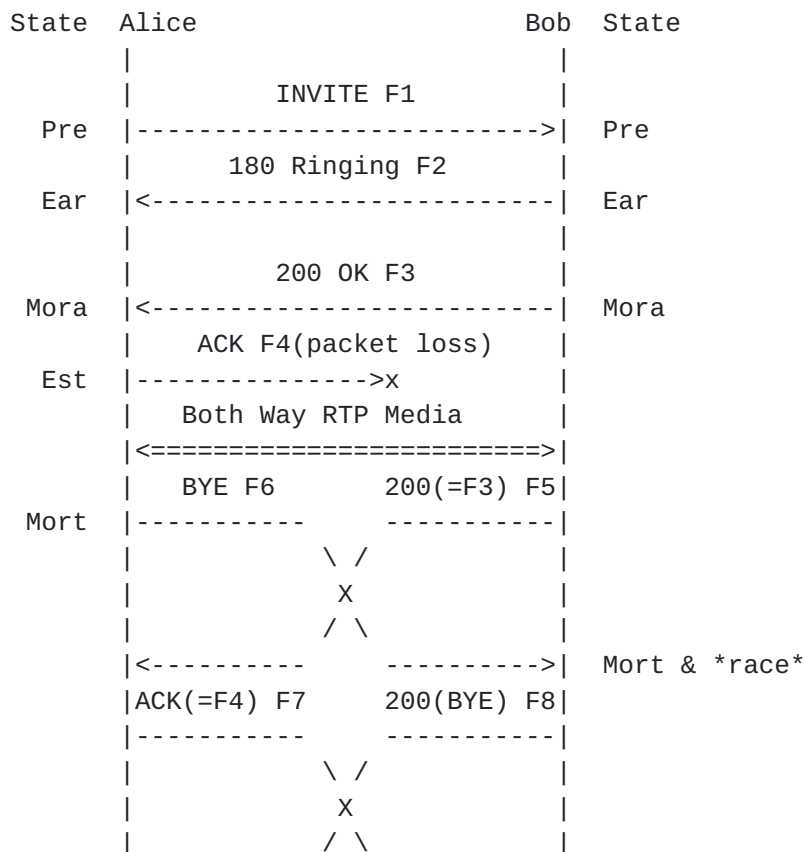 State  Alice                     Bob  State
       |                           |
       |         INVITE F1         |
  Pre  |-------------------------->|  Pre
       |      180 Ringing F2       |
  Ear  |<--------------------------|  Ear
       |                           |
       |         200 OK F3         |
 Mora  |<--------------------------|  Mora
       |    ACK F4(packet loss)    |
  Est  |--------------->x          |
       |   Both Way RTP Media      |
       |<=========================>|
       |   BYE F6       200(=F3) F5|
 Mort  |-----------     -----------|
       |            \ /            |
       |             X             |
       |            / \            |
       |<----------     ---------->|  Mort & *race*
       |ACK(=F4) F7     200(BYE) F8|
       |-----------     -----------|
       |            \ /            |
       |             X             |
       |            / \            |